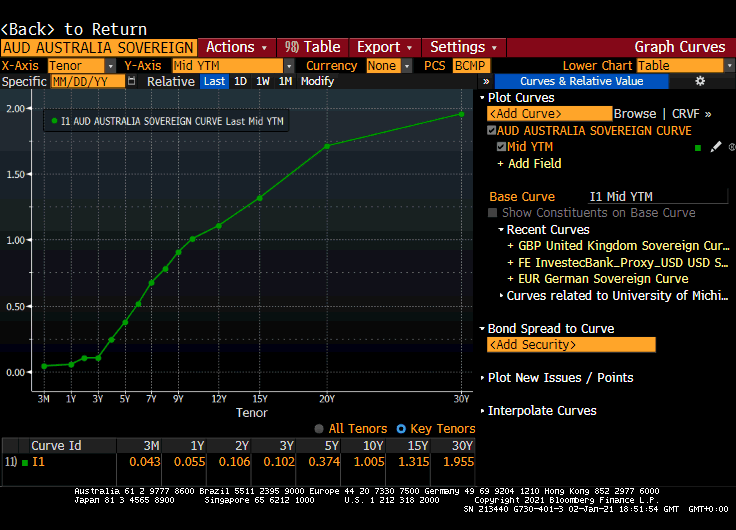 <Back> to Return
AUD AUSTRALIA SOVEREIGN Actions 98) Table Export Settings Graph Curves
X-Axis Tenor Y-Axis Mid YTM Currency None PCS BCMP Lower Chart Table
Specific MM/DD/YY Relative Last 1D 1W 1M Modify » Curves & Relative Value
I1 AUD AUSTRALIA SOVEREIGN CURVE Last Mid YTM
2.00
1.50
1.00
0.50
0.00
3M 1Y 3Y 5Y 7Y 9Y 12Y 15Y 20Y 30Y
Tenor
All Tenors Key Tenors
Plot Curves
<Add Curve> Browse | CRVF »
AUD AUSTRALIA SOVEREIGN CURVE
Mid YTM
+ Add Field
Base Curve I1 Mid YTM
Show Constituents on Base Curve
Recent Curves
+ GBP United Kingdom Sovereign Cur...
+ FE InvestecBank_Proxy_USD USD S...
+ EUR German Sovereign Curve
Curves related to University of Michi...
Bond Spread to Curve
<Add Security>
Plot New Issues / Points
Interpolate Curves
Curve Id 3M 1Y 2Y 3Y 5Y 10Y 15Y 30Y
11) I1 0.043 0.055 0.106 0.102 0.374 1.005 1.315 1.955
Australia 61 2 9777 8600 Brazil 5511 2395 9000 Europe 44 20 7330 7500 Germany 49 69 9204 1210 Hong Kong 852 2977 6000
Japan 81 3 4565 8900 Singapore 65 6212 1000 U.S. 1 212 318 2000 Copyright 2021 Bloomberg Finance L.P.
SN 213440 G730-401-3 02-Jan-21 18:51:54 GMT GMT+0:00